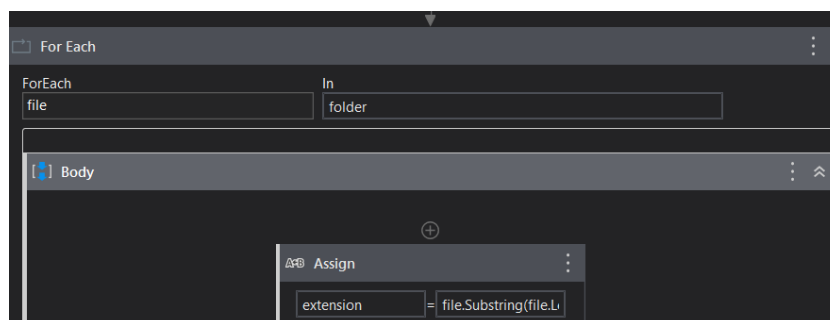 For Each
ForEach In
file folder
Body
Assign
extension = file.Substring(file.L